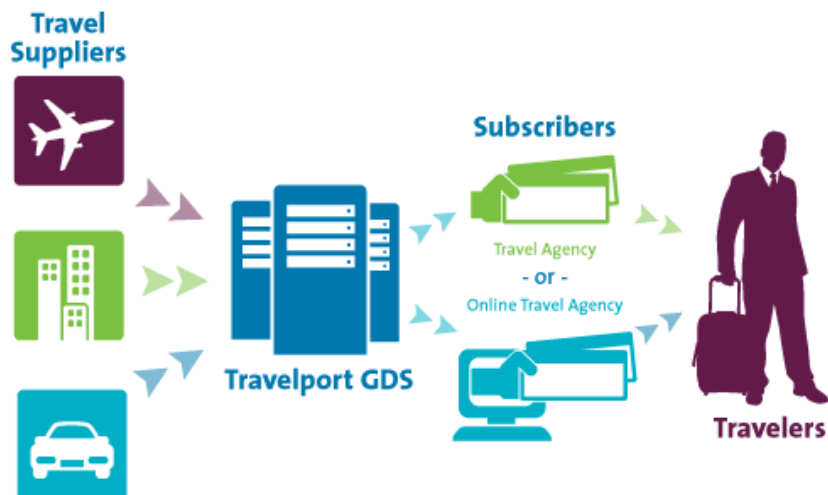 Travel
Suppliers
Travelport GDS
Subscribers
Travel Agency
- or -
Online Travel Agency
Travelers